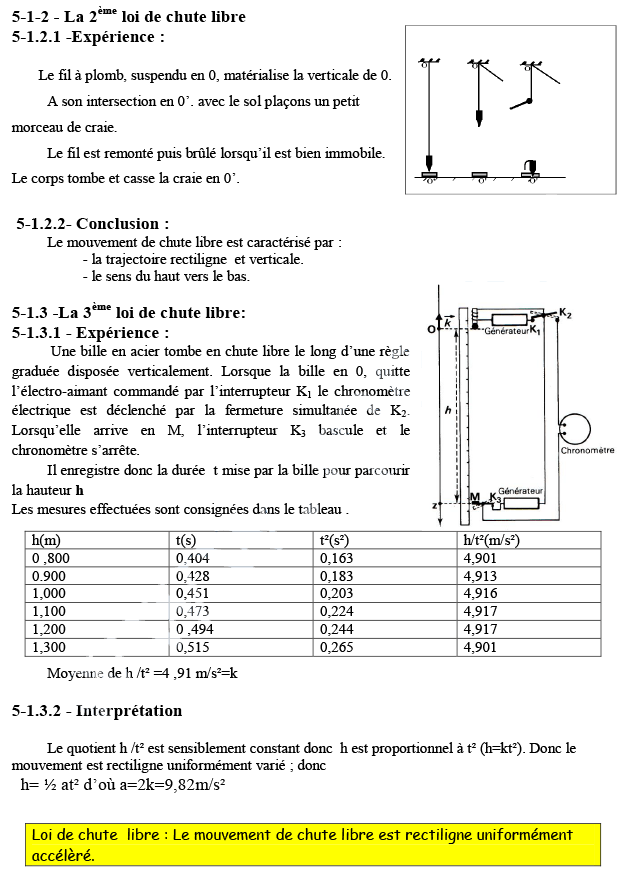 5-1-2 - La 2ème loi de chute libre
5-1.2.1 -Expérience :
Le fil à plomb, suspendu en 0, matérialise la verticale de 0.
A son intersection en 0'. avec le sol plaçons un petit
morceau de craie.
Le fil est remonté puis brûlé lorsqu'il est bien immobile.
Le corps tombe et casse la craie en 0'.
O O O
O' O' O'
5-1.2.2- Conclusion :
Le mouvement de chute libre est caractérisé par :
- la trajectoire rectiligne et verticale.
- le sens du haut vers le bas.
5-1.3 -La 3ème loi de chute libre:
5-1.3.1 - Expérience :
Une bille en acier tombe en chute libre le long d'une règle
graduée disposée verticalement. Lorsque la bille en 0, quitte
l'électro-aimant commandé par l'interrupteur K1 le chronomètre
électrique est déclenché par la fermeture simultanée de K2.
Lorsqu'elle arrive en M, l'interrupteur K3 bascule et le
chronomètre s'arrête.
Il enregistre donc la durée t mise par la bille pour parcourir
la hauteur h
K2
k
O Générateur K1
h
Chronomètre
Générateur
z M K3
Les mesures effectuées sont consignées dans le tableau .
h(m) t(s) t²(s²) h/t²(m/s²)
0 ,800 0,404 0,163 4,901
0.900 0,428 0,183 4,913
1,000 0,451 0,203 4,916
1,100 0,473 0,224 4,917
1,200 0 ,494 0,244 4,917
1,300 0,515 0,265 4,901
Moyenne de h /t² =4 ,91 m/s²=k
5-1.3.2 - Interprétation
Le quotient h /t² est sensiblement constant donc h est proportionnel à t² (h=kt²). Donc le
mouvement est rectiligne uniformément varié ; donc
h= ½ at² d'où a=2k=9,82m/s²
Loi de chute libre : Le mouvement de chute libre est rectiligne uniformément
accélèré.